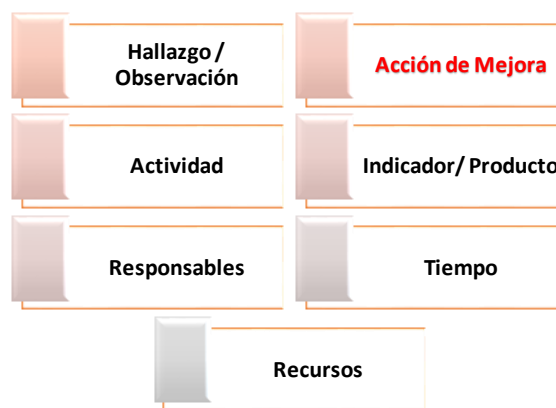 Hallazgo /
Observación
Acción de Mejora
Actividad
Indicador/ Producto
Responsables
Tiempo
Recursos